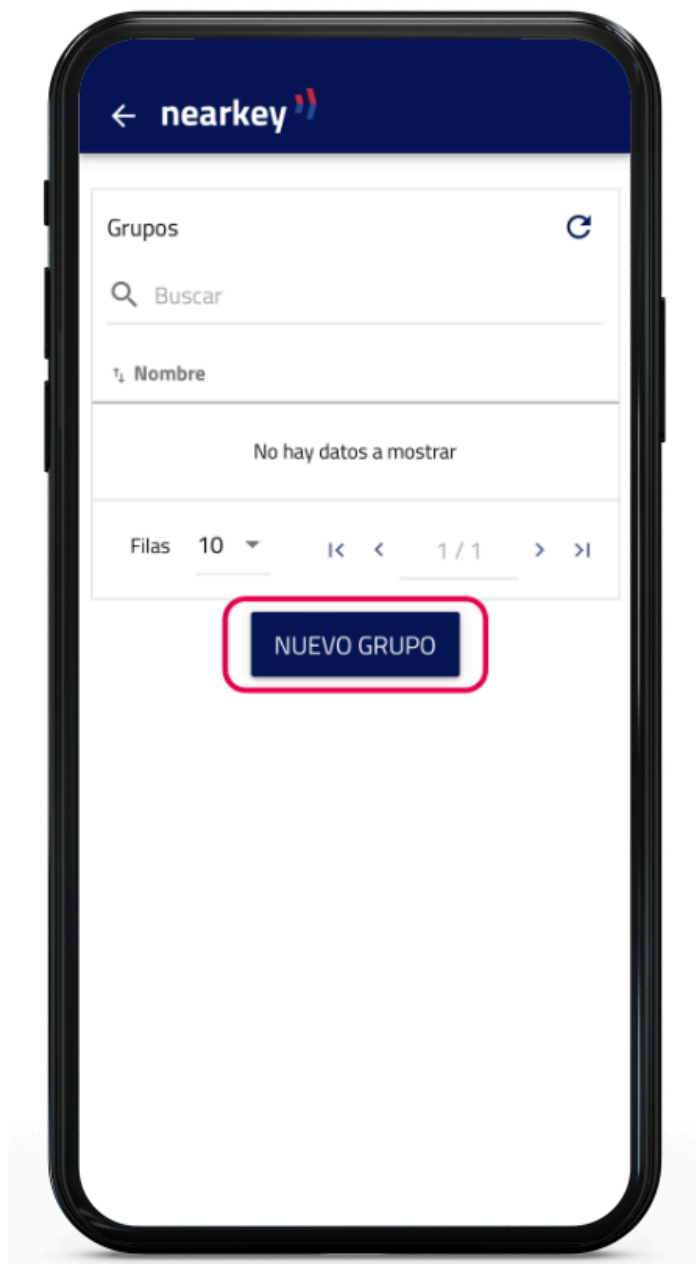 nearkey
Grupos
Buscar
Nombre
No hay datos a mostrar
Filas 10 1 / 1
NUEVO GRUPO